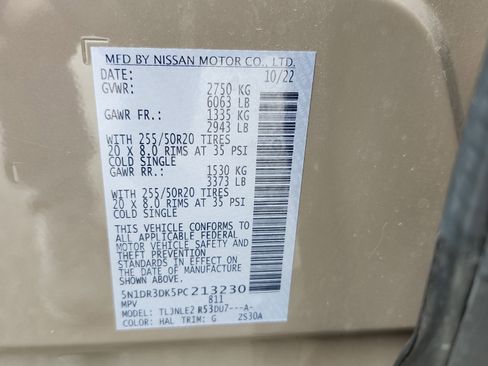 MFD BY NISSAN MOTOR CO., LTD.
DATE: 10/22
GVWR: 2750 KG
6063 LB
GAWR FR.: 1335 KG
2943 LB
WITH 255/50R20 TIRES
20 X 8.0 RIMS AT 35 PSI
COLD SINGLE
GAWR RR.: 1530 KG
3373 LB
WITH 255/50R20 TIRES
20 X 8.0 RIMS AT 35 PSI
COLD SINGLE
THIS VEHICLE CONFORMS TO
ALL APPLICABLE FEDERAL
MOTOR VEHICLE SAFETY AND
THEFT PREVENTION
STANDARDS IN EFFECT ON
THE DATE OF MANUFACTURE
5N1DR3DK5PC213230
MPV 811
MODEL: TLJNLE2 R53DU7---A-
COLOR: HAL TRIM: G ZS30A